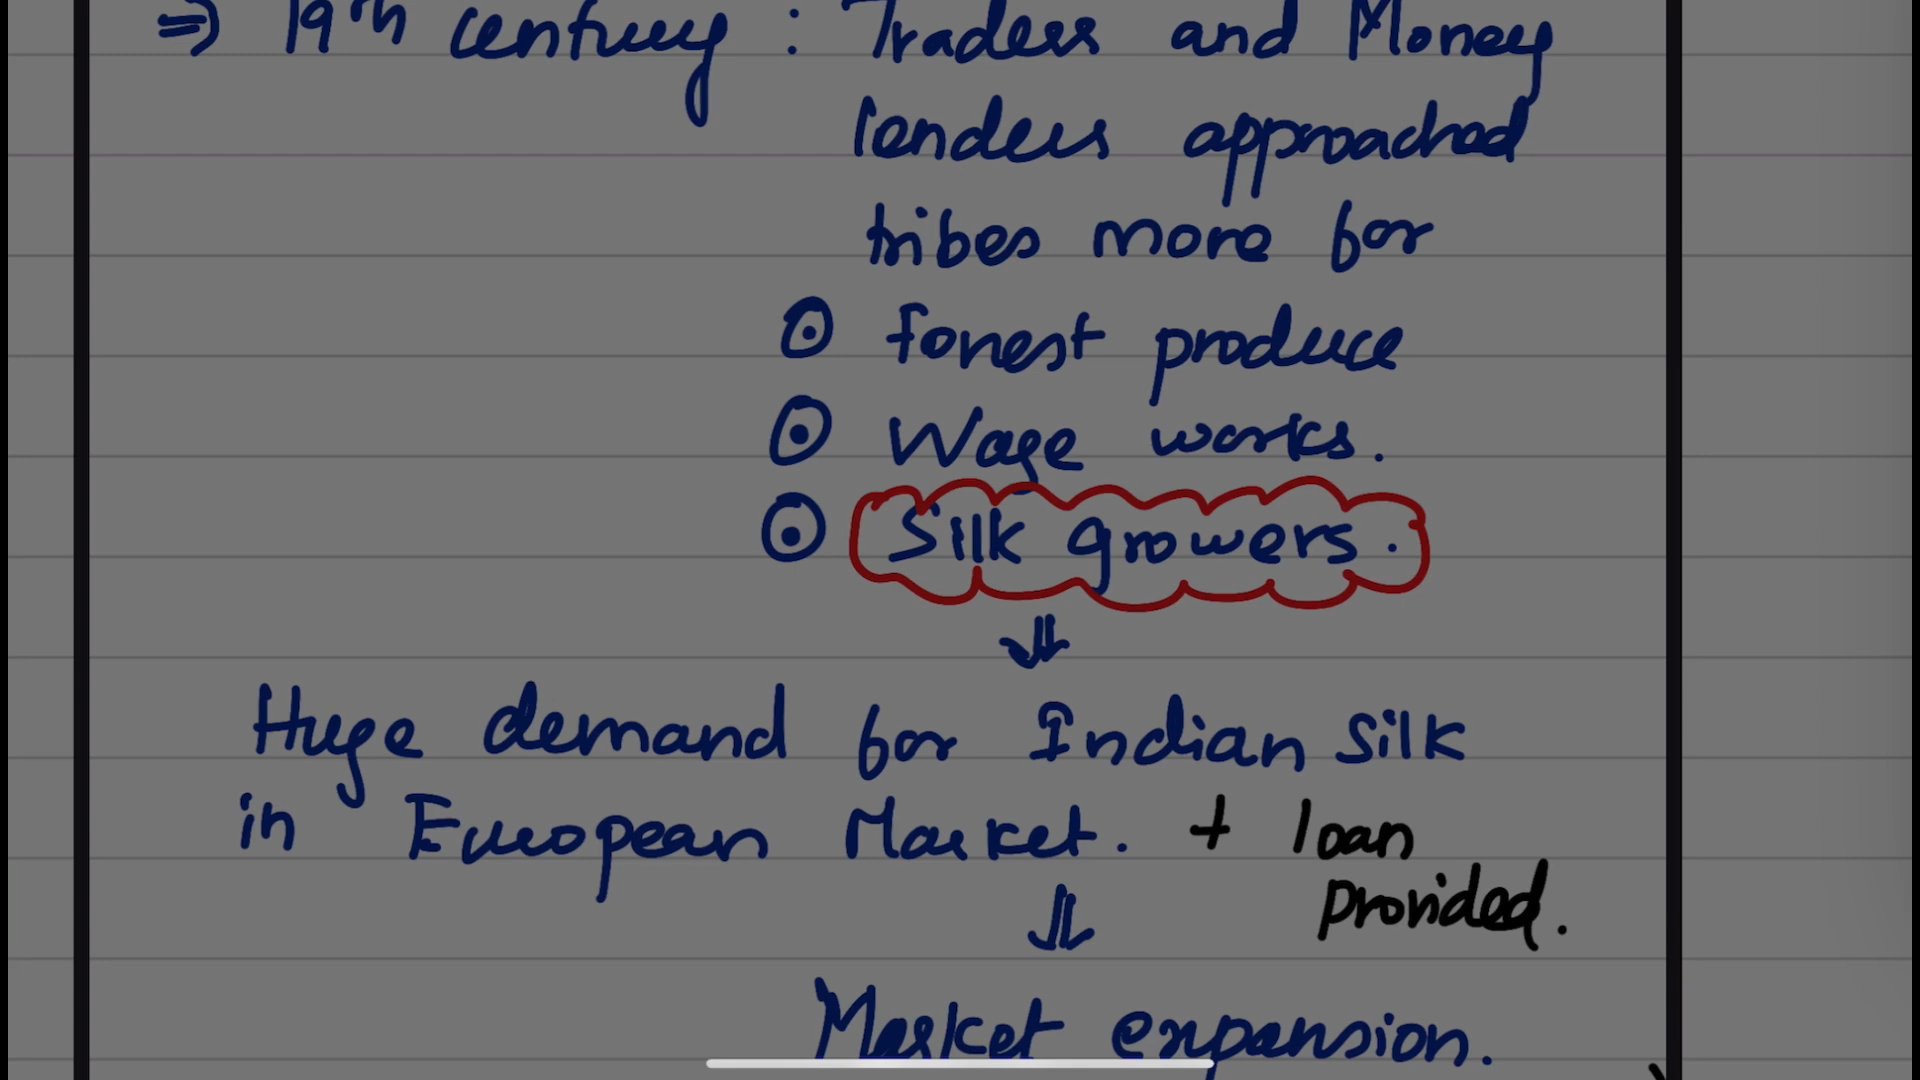 ⇒ 19th century : Traders and Money
lenders approached
tribes more for
⊙ forest produce
⊙ Wage works.
⊙ Silk growers.
⇓
Huge demand for Indian silk
in European Market. + loan
provided.
⇓
Market expansion.